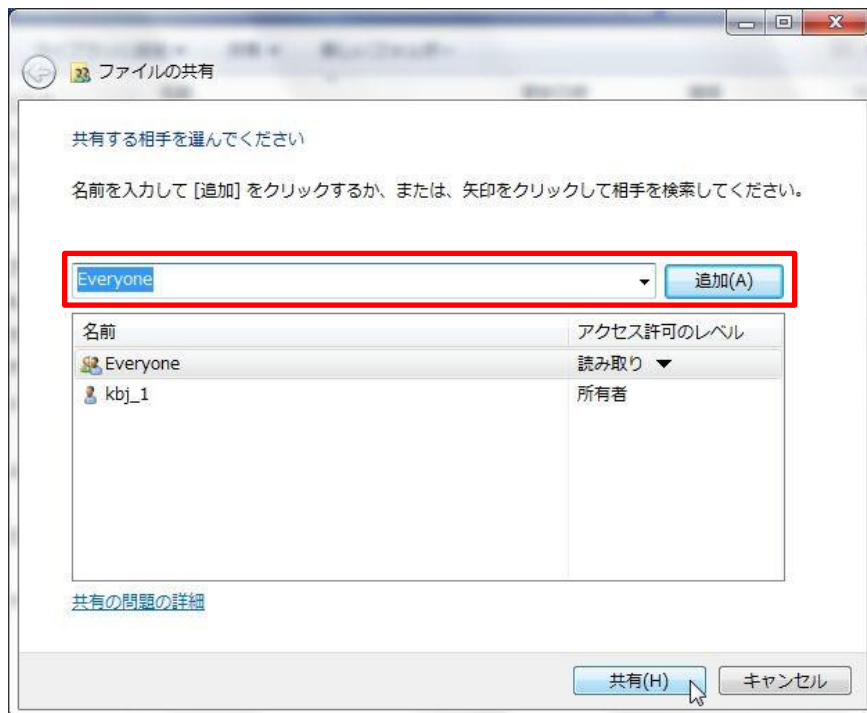 ファイルの共有
共有する相手を選んでください
名前を入力して [追加] をクリックするか、または、矢印をクリックして相手を検索してください。
Everyone 追加(A)
名前 アクセス許可のレベル
Everyone 読み取り ▼
kbj_1 所有者
共有の問題の詳細
共有(H) キャンセル